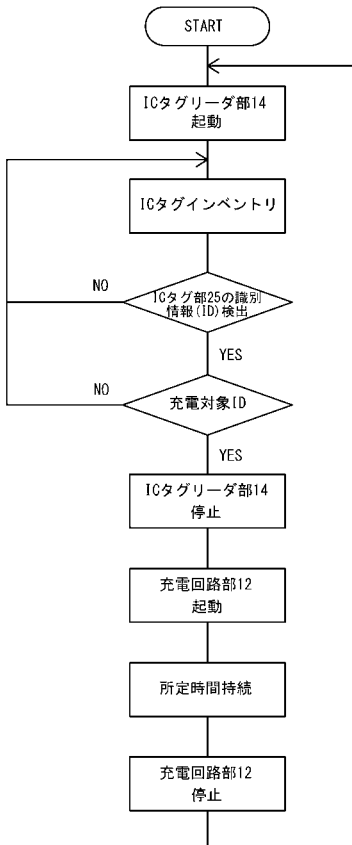 START
ICタグリーダ部14
起動
ICタグインベントリ
NO
ICタグ部25の識別
情報(ID)検出
YES
NO
充電対象ID
YES
ICタグリーダ部14
停止
充電回路部12
起動
所定時間持続
充電回路部12
停止